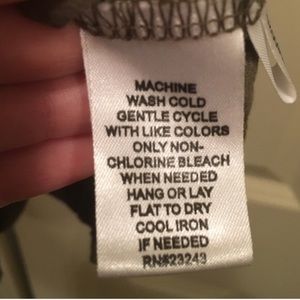 MACHINE
WASH COLD
GENTLE CYCLE
WITH LIKE COLORS
ONLY NON-
CHLORINE BLEACH
WHEN NEEDED
HANG OR LAY
FLAT TO DRY
COOL IRON
IF NEEDED
RN#23243